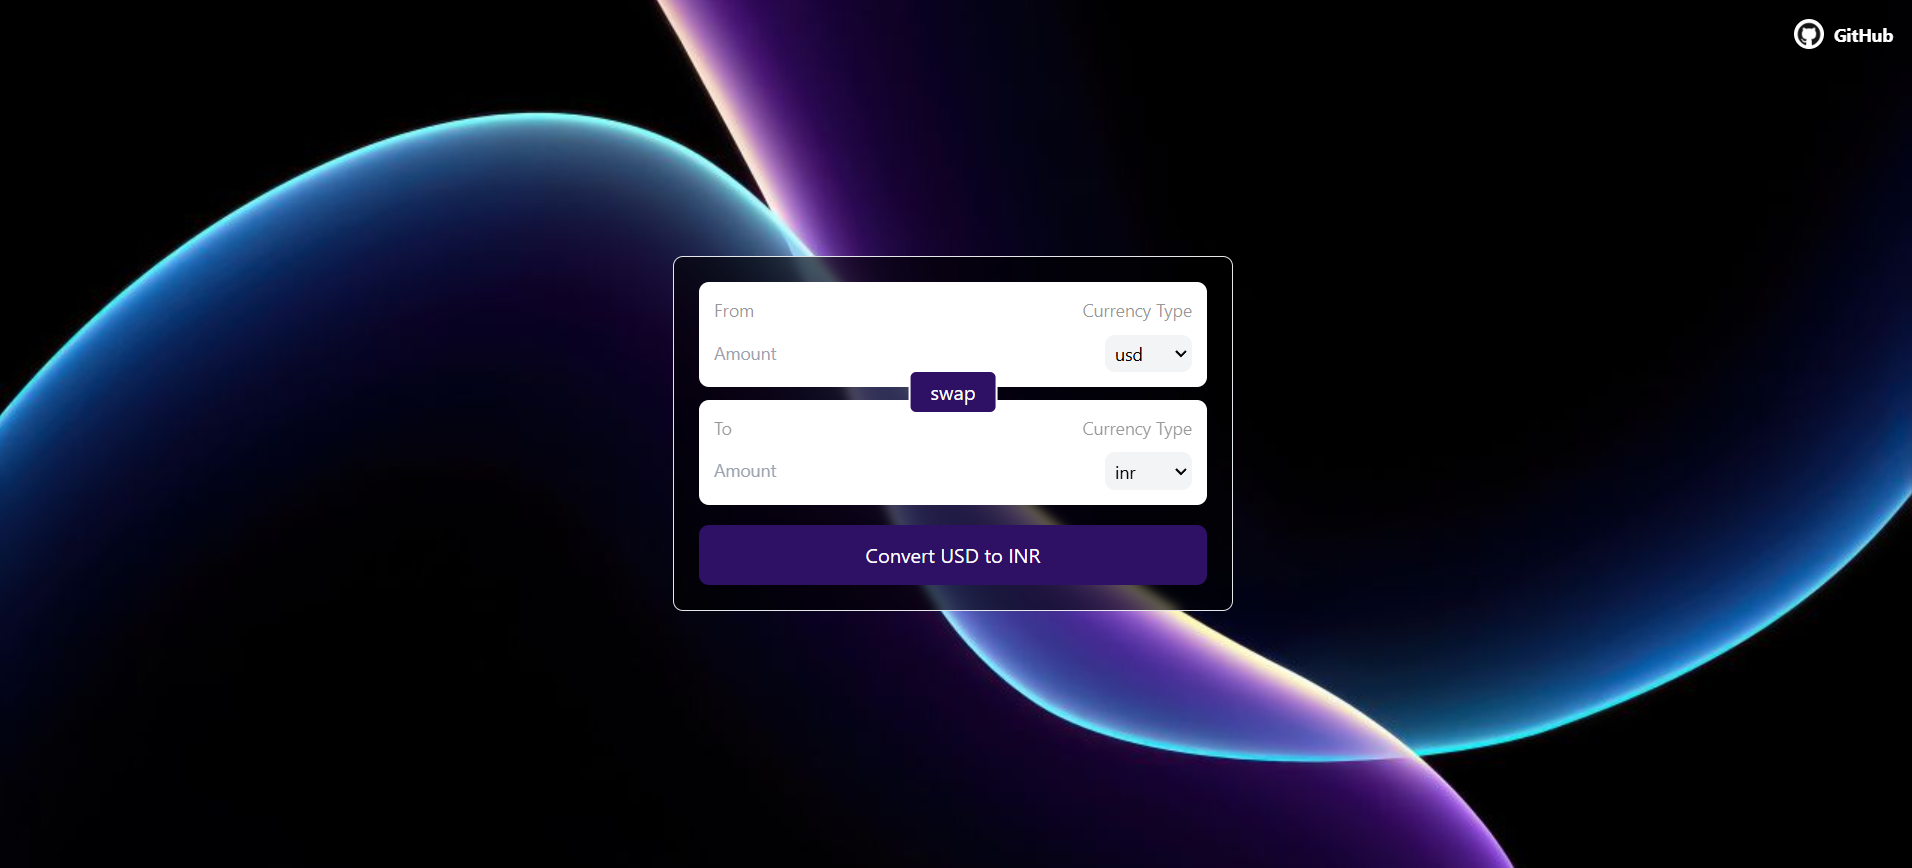 GitHub
From Currency Type
Amount usd
swap
To Currency Type
Amount inr
Convert USD to INR